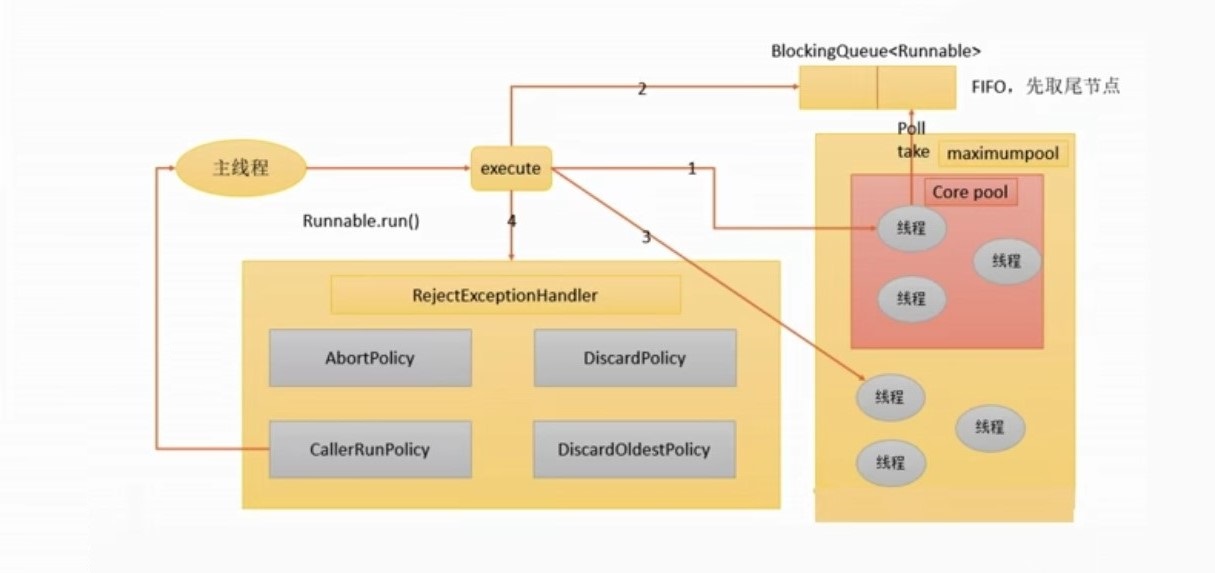 BlockingQueue<Runnable>
2
FIFO，先取尾节点
Poll
take
maximumpool
主线程
execute
1
Core pool
Runnable.run()
4
3
线程
线程
线程
RejectExceptionHandler
AbortPolicy
DiscardPolicy
线程
线程
CallerRunPolicy
DiscardOldestPolicy
线程